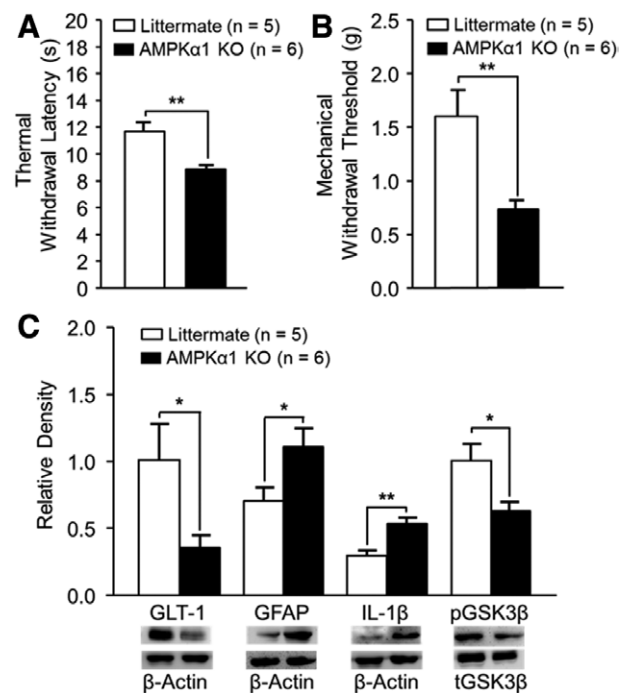 A
Littermate (n = 5)
AMPKα1 KO (n = 6)
Thermal
Withdrawal Latency (s)
20
18
16
14
12
10
8
6
4
2
0
**
B
Littermate (n = 5)
AMPKα1 KO (n = 6)
Mechanical
Withdrawal Threshold (g)
2.5
2.0
1.5
1.0
0.5
0.0
**
C
Littermate (n = 5)
AMPKα1 KO (n = 6)
Relative Density
2.0
1.5
1.0
0.5
0.0
*
*
**
*
GLT-1 GFAP IL-1β pGSK3β
β-Actin β-Actin β-Actin tGSK3β